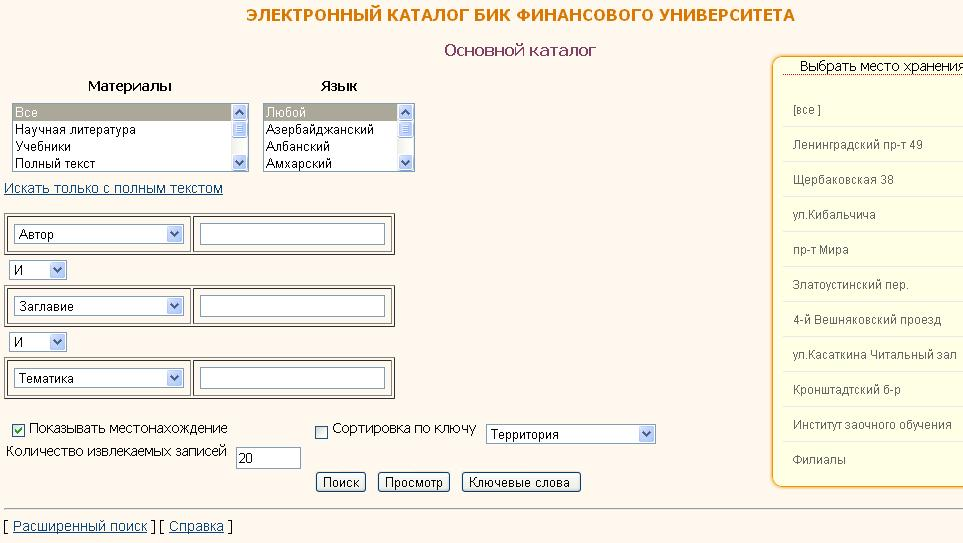 ЭЛЕКТРОННЫЙ КАТАЛОГ БИК ФИНАНСОВОГО УНИВЕРСИТЕТА
Основной каталог
Материалы
Все
Научная литература
Учебники
Полный текст
Язык
Любой
Азербайджанский
Албанский
Амхарский
Искать только с полным текстом
Автор
И
Заглавие
И
Тематика
Показывать местонахождение
Сортировка по ключу
Территория
Количество извлекаемых записей
20
Поиск
Просмотр
Ключевые слова
[ Расширенный поиск ] [ Справка ]
Выбрать место хранения
[все ]
Ленинградский пр-т 49
Щербаковская 38
ул.Кибальчича
пр-т Мира
Златоустинский пер.
4-й Вешняковский проезд
ул.Касаткина Читальный зал
Кронштадтский б-р
Институт заочного обучения
Филиалы